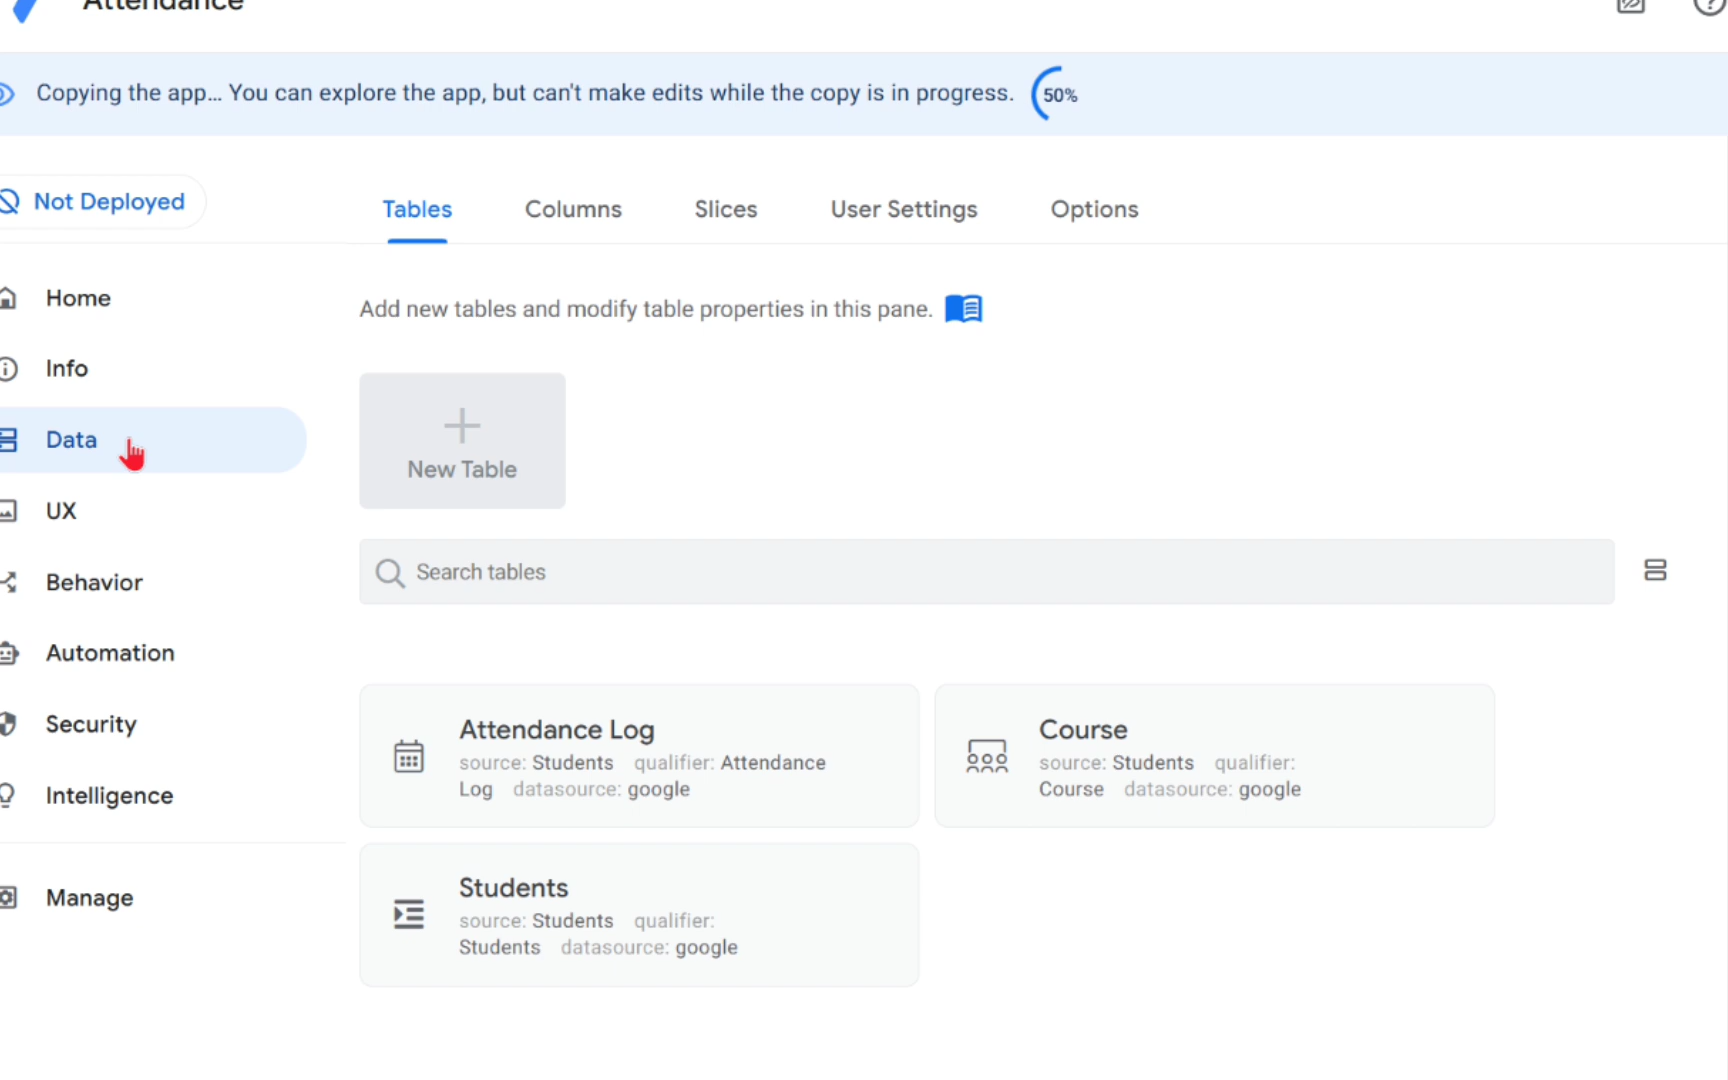 Attendance
Copying the app... You can explore the app, but can't make edits while the copy is in progress.
50%
Not Deployed
Tables
Columns
Slices
User Settings
Options
Home
Info
Data
UX
Behavior
Automation
Security
Intelligence
Manage
Add new tables and modify table properties in this pane.
New Table
Search tables
Attendance Log
source: Students qualifier: Attendance
Log datasource: google
Course
source: Students qualifier:
Course datasource: google
Students
source: Students qualifier:
Students datasource: google